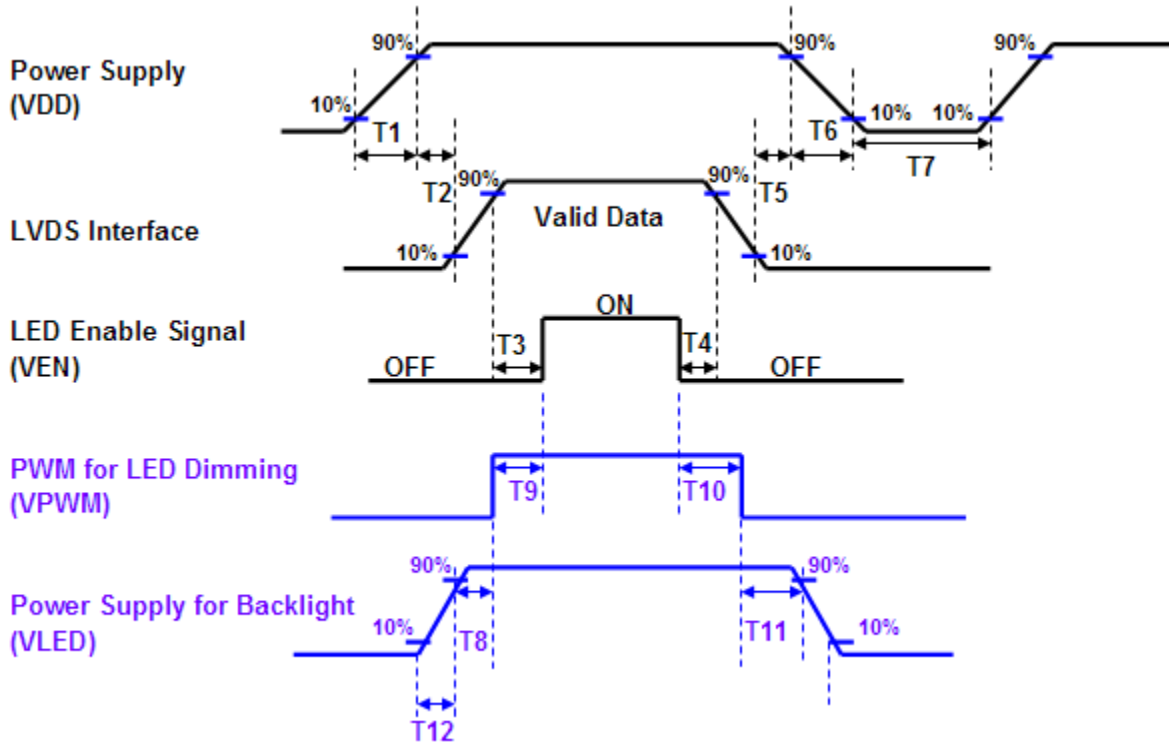 90% 90% 90%
Power Supply
(VDD)
10% 10% 10%
T1 T6 T7
T2 T5
90% 90%
Valid Data
LVDS Interface
10% 10%
ON
LED Enable Signal
(VEN)
T3 T4
OFF OFF
PWM for LED Dimming
(VPWM)
T9 T10
90% 90%
Power Supply for Backlight
(VLED)
10% 10%
T8 T11
T12